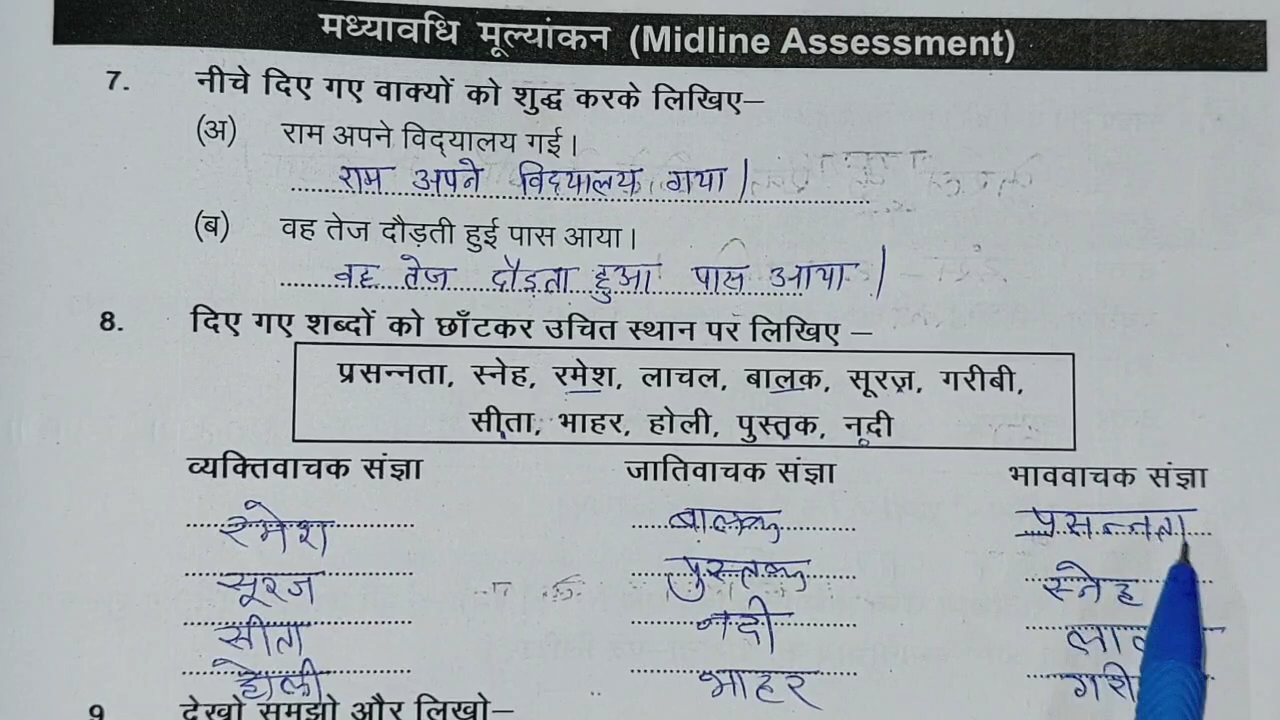 मध्यावधि मूल्यांकन (Midline Assessment)
7. नीचे दिए गए वाक्यों को शुद्ध करके लिखिए–
(अ) राम अपने विद्यालय गई।
राम अपने विद्यालय गया।
(ब) वह तेज दौड़ती हुई पास आया।
वह तेज दौड़ता हुआ पास आया।
8. दिए गए शब्दों को छाँटकर उचित स्थान पर लिखिए –
प्रसन्नता, स्नेह, रमेश, लाचल, बालक, सूरज, गरीबी,
सीता, भाहर, होली, पुस्तक, नदी
व्यक्तिवाचक संज्ञा जातिवाचक संज्ञा भाववाचक संज्ञा
रमेश बालक प्रसन्नता
सूरज पुस्तक स्नेह
सीता नदी
होली भाहर
9 देखो समझो और लिखो–